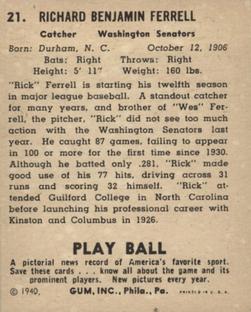 21. RICHARD BENJAMIN FERRELL
Catcher Washington Senators
Born: Durham, N. C. October 12, 1906
Bats: Right Throws: Right
Height: 5' 11" Weight: 160 lbs.
"Rick" Ferrell is starting his twelfth season
in major league baseball. A standout catcher
for many years, and brother of "Wes" Fer-
rell, the pitcher, "Rick" did not see too much
action with the Washington Senators last
year. He caught 87 games, failing to appear
in 100 or more for the first time since 1930.
Although he batted only .281, "Rick" made
good use of his 77 hits, driving across 31
runs and scoring 32 himself. "Rick" at-
tended Guilford College in North Carolina
before launching his professional career with
Kinston and Columbus in 1926.
PLAY BALL
A pictorial news record of America's favorite sport.
Save these cards . . . know all about the game and its
prominent players. New pictures every year.
© 1940, GUM, INC., Phila., Pa. PRINTED IN U.S.A.